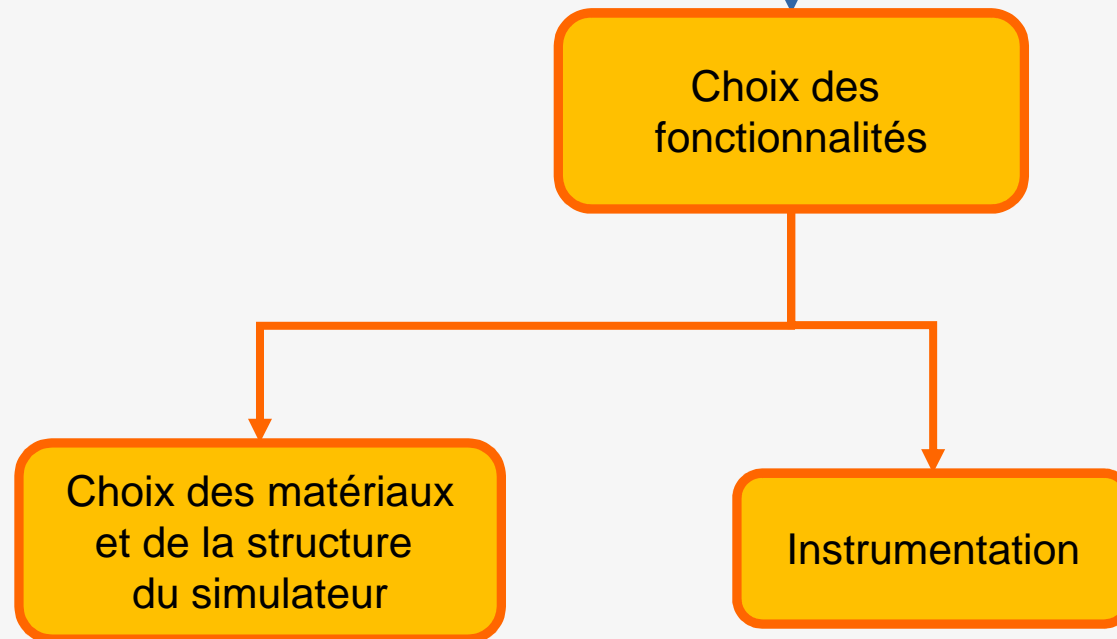 Choix des
fonctionnalités
Choix des matériaux
et de la structure
du simulateur
Instrumentation